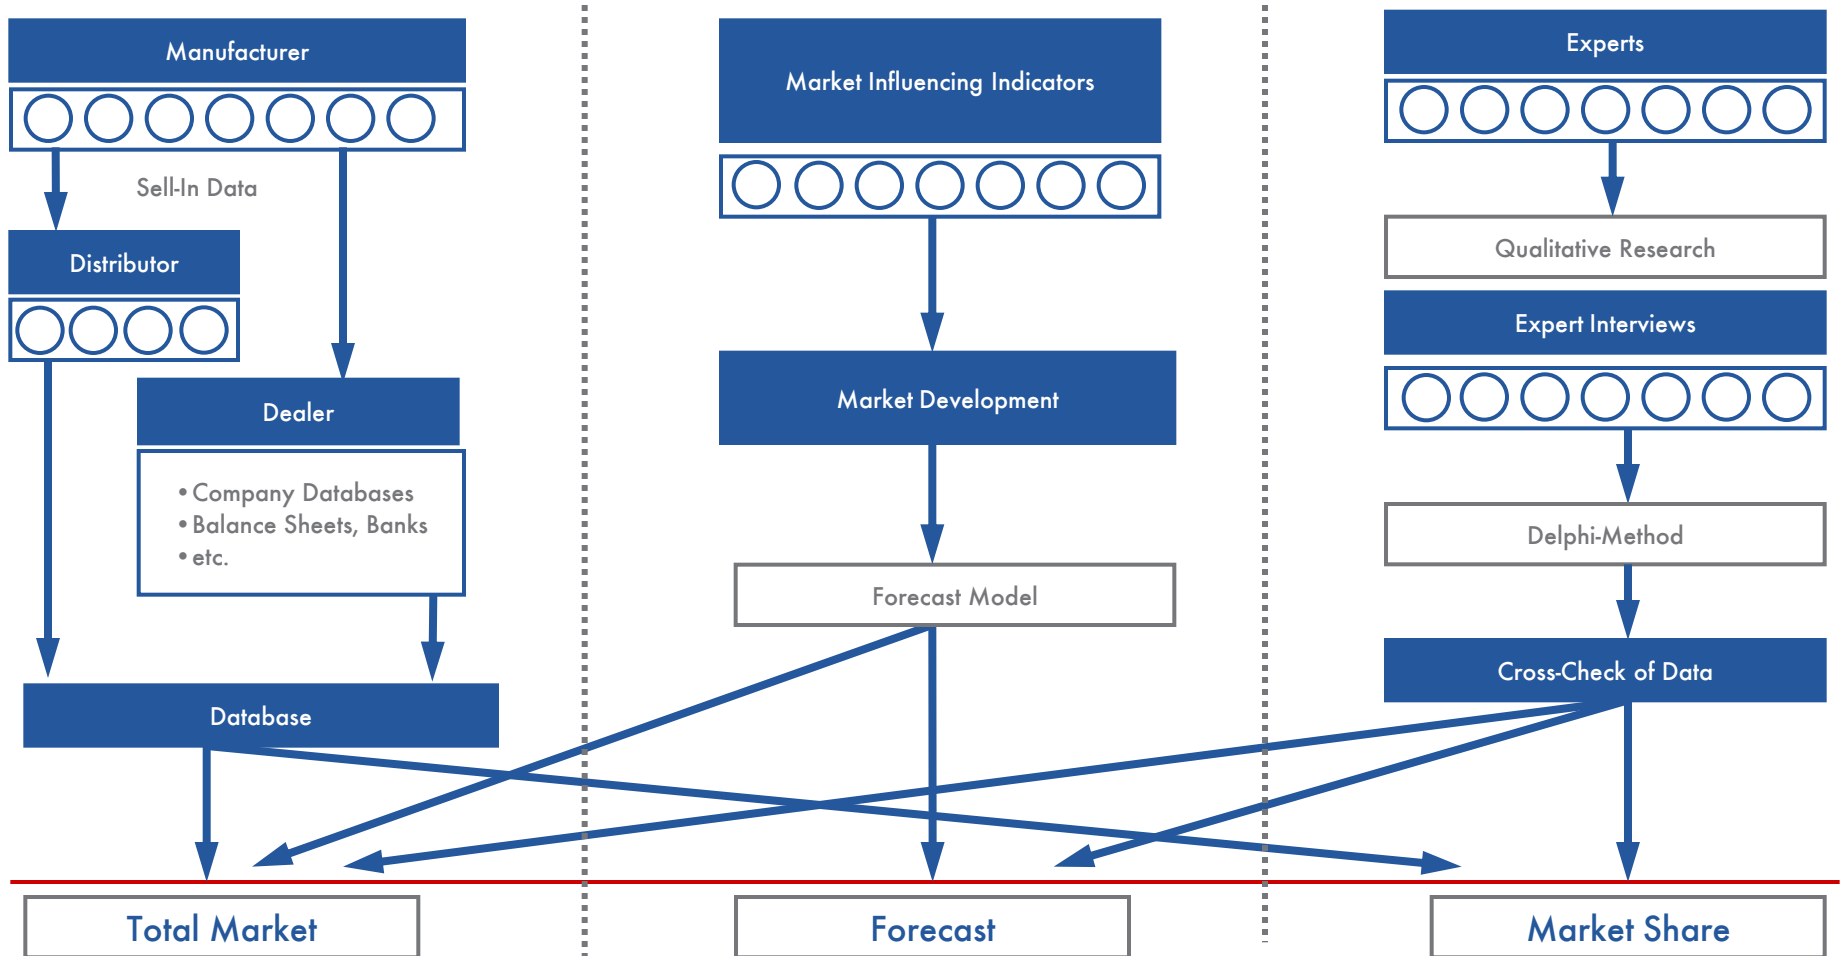 Manufacturer
Sell-In Data
Distributor
Dealer
• Company Databases
• Balance Sheets, Banks
• etc.
Database
Total Market
Market Influencing Indicators
Market Development
Forecast Model
Forecast
Experts
Qualitative Research
Expert Interviews
Delphi-Method
Cross-Check of Data
Market Share